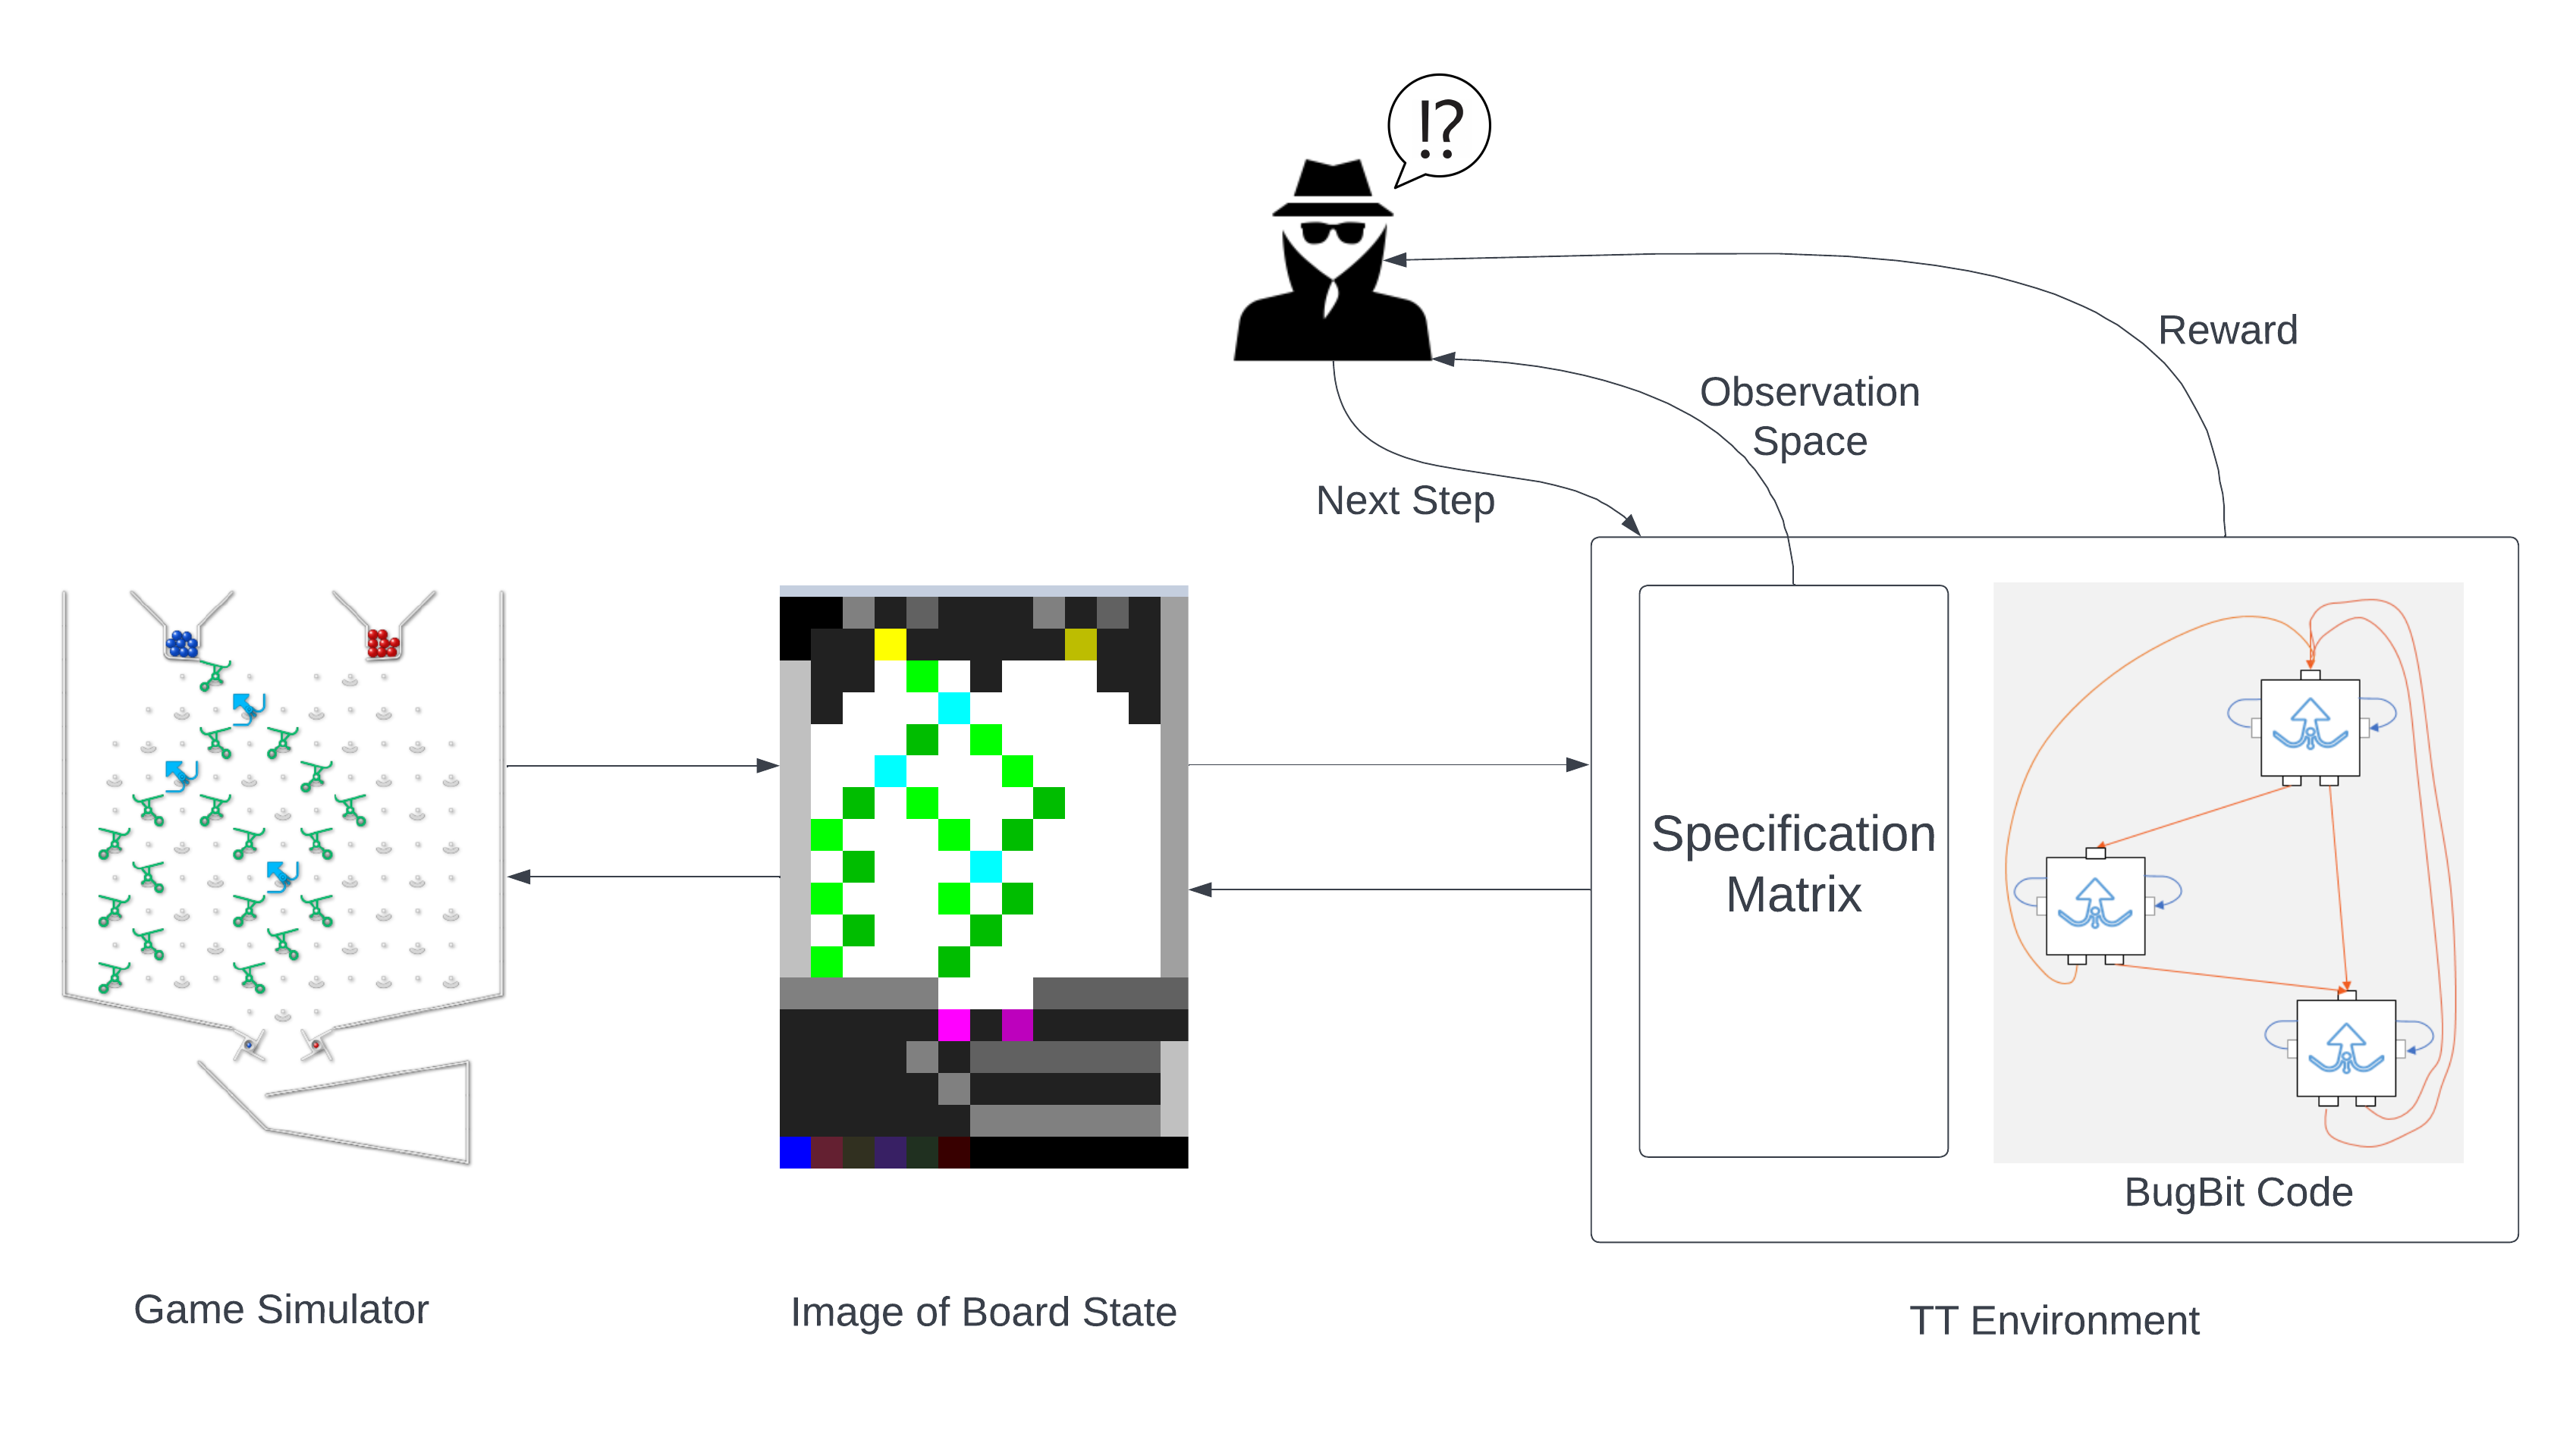 !?
Reward
Observation
Space
Next Step
Specification
Matrix
BugBit Code
Game Simulator
Image of Board State
TT Environment